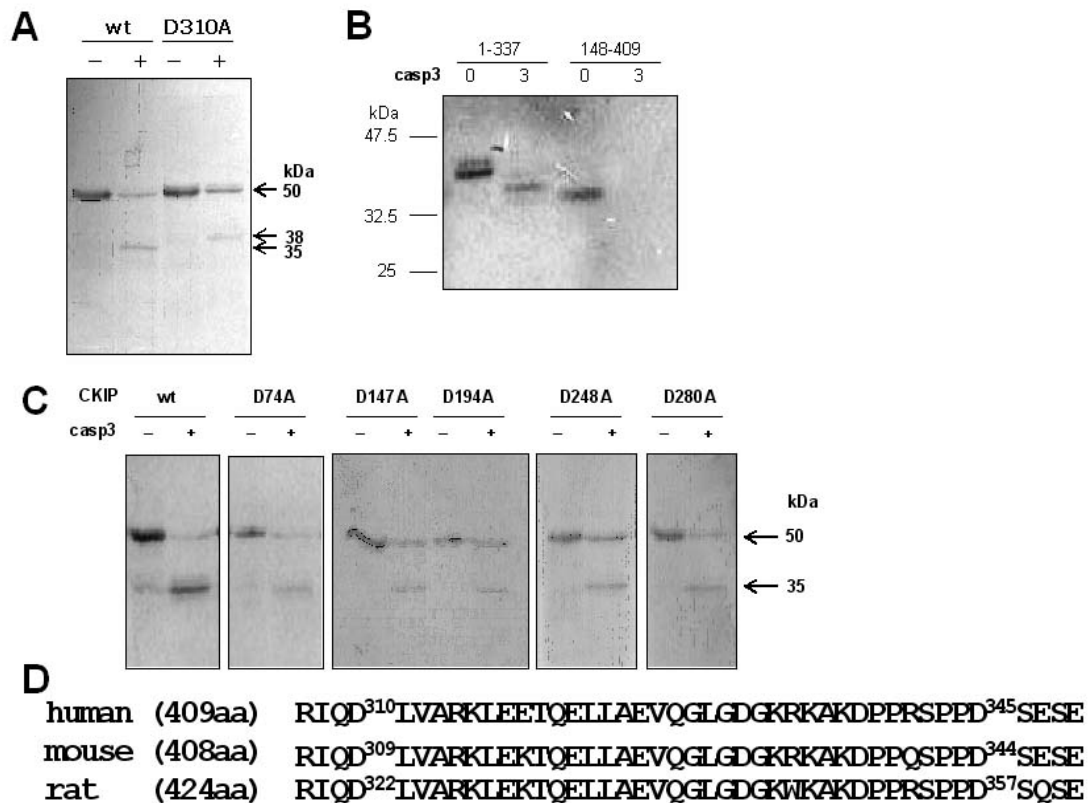 A
wt D310A
– + – +
kDa
50
38
35
B
1-337 148-409
casp3 0 3 0 3
kDa
47.5
32.5
25
C
CKIP wt D74A D147A D194A D248A D280A
casp3 – + – + – + – + – + – +
kDa
50
35
D
human (409aa) RIQD³¹⁰LVARKLEETQELLAEVQGLGDGKRKAKDPPRSPPD³⁴⁵SESE
mouse (408aa) RIQD³⁰⁹LVARKLEKTQELLAEVQGLGDGKRKAKDPPQSPPD³⁴⁴SESE
rat (424aa) RIQD³²²LVARKLEKTQELLAEVQGLGDGKWKAKDPPQSPPD³⁵⁷SQSE